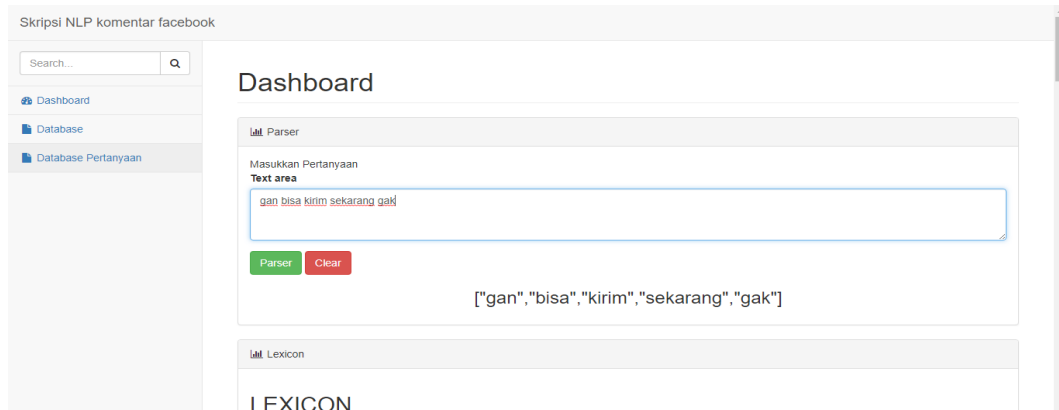 Skripsi NLP komentar facebook
Search...
Dashboard
Database
Database Pertanyaan
Dashboard
Parser
Masukkan Pertanyaan
Text area
gan bisa kirim sekarang gak
Parser Clear
["gan","bisa","kirim","sekarang","gak"]
Lexicon
LEXICON